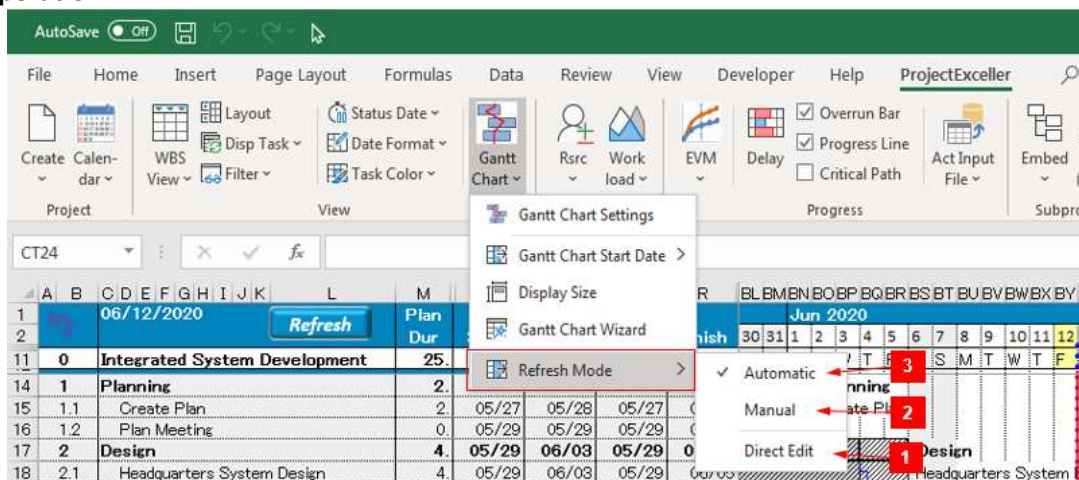 AutoSave Off
File Home Insert Page Layout Formulas Data Review View Developer Help ProjectExceller
Layout Status Date Overrun Bar
Disp Task Date Format Progress Line
Create Calen- WBS Filter Task Color Gantt Rsrc Work EVM Delay Critical Path Act Input Embed
dar View Chart load File
Project View Progress Subpro
Gantt Chart Settings
CT24 fx
Gantt Chart Start Date
Display Size
Gantt Chart Wizard
Refresh Mode
Automatic 3
Manual 2
Direct Edit 1
A B C D E F G H I J K L M R BL BM BN BO BP BQ BR BS BT BU BV BW BX BY
1 06/12/2020 Refresh Plan Jun 2020
2 Dur nish 30 31 1 2 3 4 5 6 7 8 9 10 11 12
11 0 Integrated System Development 25. T S M T W T F
14 1 Planning 2. nning
15 1.1 Create Plan 2. 05/27 05/28 05/27 ate Pl
16 1.2 Plan Meeting 0. 05/29 05/29 05/29
17 2 Design 4. 05/29 06/03 05/29 0 Design
18 2.1 Headquarters System Design 4. 05/29 06/03 05/29 Headquarters System